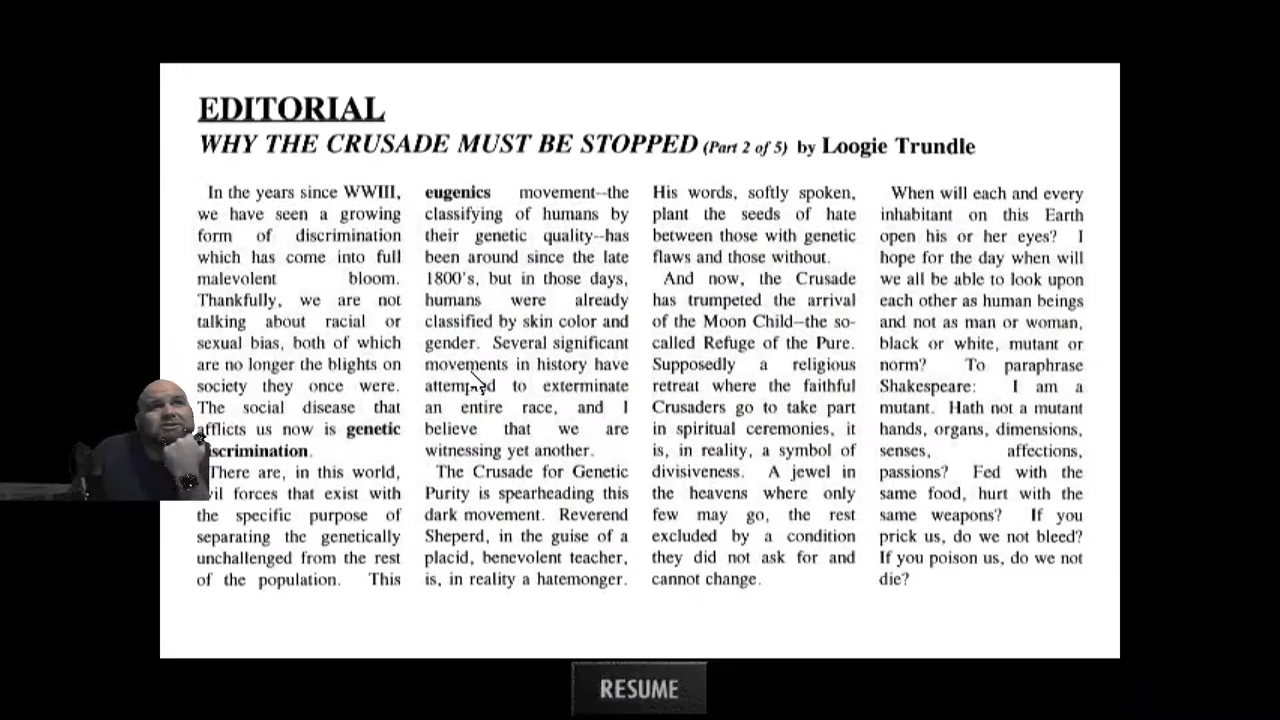 EDITORIAL
WHY THE CRUSADE MUST BE STOPPED (Part 2 of 5) by Loogie Trundle
In the years since WWIII,
we have seen a growing
form of discrimination
which has come into full
malevolent bloom.
Thankfully, we are not
talking about racial or
sexual bias, both of which
are no longer the blights on
society they once were.
The social disease that
afflicts us now is genetic
iscrimination.
There are, in this world,
vil forces that exist with
the specific purpose of
separating the genetically
unchallenged from the rest
of the population. This
eugenics movement--the
classifying of humans by
their genetic quality--has
been around since the late
1800's, but in those days,
humans were already
classified by skin color and
gender. Several significant
movements in history have
attempted to exterminate
an entire race, and I
believe that we are
witnessing yet another.
The Crusade for Genetic
Purity is spearheading this
dark movement. Reverend
Sheperd, in the guise of a
placid, benevolent teacher,
is, in reality a hatemonger.
His words, softly spoken,
plant the seeds of hate
between those with genetic
flaws and those without.
And now, the Crusade
has trumpeted the arrival
of the Moon Child--the so-
called Refuge of the Pure.
Supposedly a religious
retreat where the faithful
Crusaders go to take part
in spiritual ceremonies, it
is, in reality, a symbol of
divisiveness. A jewel in
the heavens where only
few may go, the rest
excluded by a condition
they did not ask for and
cannot change.
When will each and every
inhabitant on this Earth
open his or her eyes? I
hope for the day when will
we all be able to look upon
each other as human beings
and not as man or woman,
black or white, mutant or
norm? To paraphrase
Shakespeare: I am a
mutant. Hath not a mutant
hands, organs, dimensions,
senses, affections,
passions? Fed with the
same food, hurt with the
same weapons? If you
prick us, do we not bleed?
If you poison us, do we not
die?
RESUME